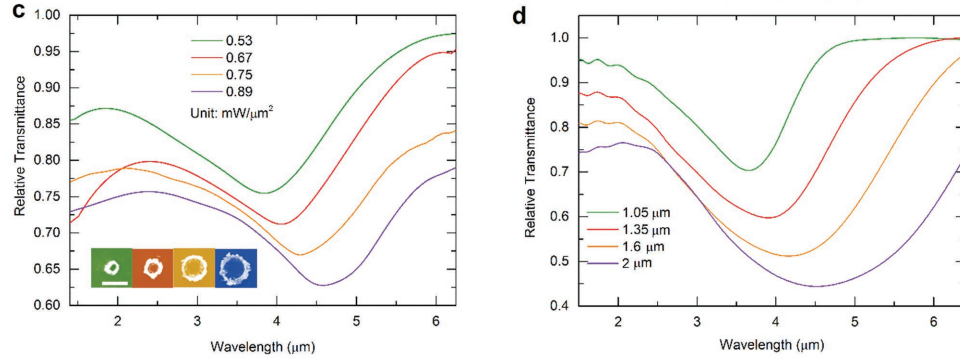 c
1.00
0.95
0.90
0.85
0.80
0.75
0.70
0.65
0.60
Relative Transmittance
0.53
0.67
0.75
0.89
Unit: mW/μm²
2 3 4 5 6
Wavelength (μm)
d
1.0
0.9
0.8
0.7
0.6
0.5
0.4
Relative Transmittance
1.05 μm
1.35 μm
1.6 μm
2 μm
2 3 4 5 6
Wavelength (μm)